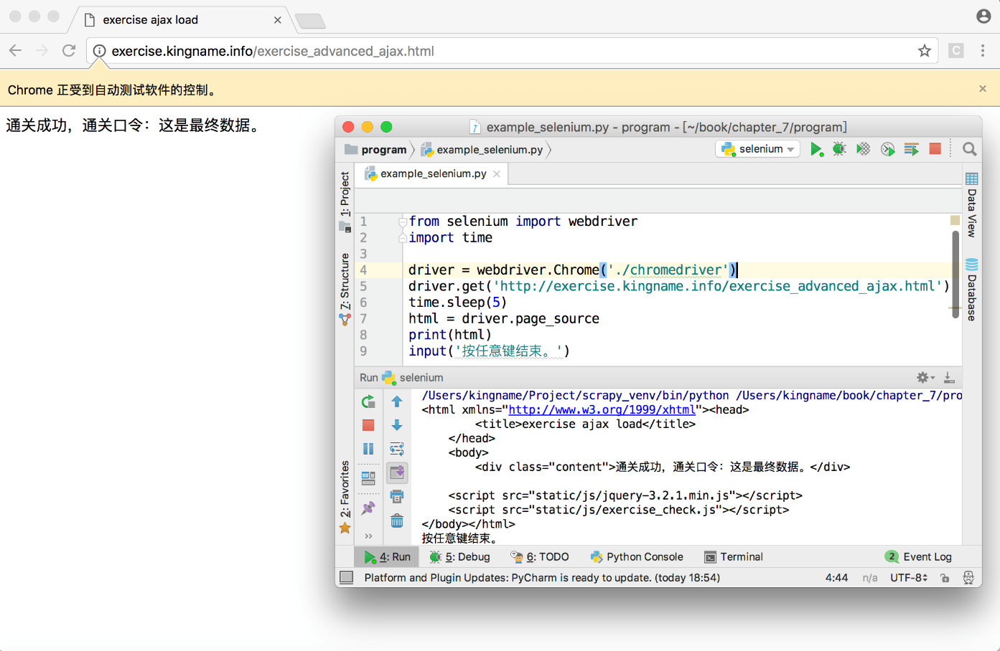 exercise ajax load
exercise.kingname.info/exercise_advanced_ajax.html
C
Chrome 正受到自动测试软件的控制。
通关成功，通关口令：这是最终数据。
example_selenium.py - program - [~/book/chapter_7/program]
program example_selenium.py selenium
example_selenium.py
1: Project
7: Structure
2: Favorites
Data View
Database
1 from selenium import webdriver
2 import time
3
4 driver = webdriver.Chrome('./chromedriver')
5 driver.get('http://exercise.kingname.info/exercise_advanced_ajax.html')
6 time.sleep(5)
7 html = driver.page_source
8 print(html)
9 input('按任意键结束。')
Run selenium
/Users/kingname/Project/scrapy_venv/bin/python /Users/kingname/book/chapter_7/pro
<html xmlns="http://www.w3.org/1999/xhtml"><head>
<title>exercise ajax load</title>
</head>
<body>
<div class="content">通关成功，通关口令：这是最终数据。</div>
<script src="static/js/jquery-3.2.1.min.js"></script>
<script src="static/js/exercise_check.js"></script>
</body></html>
按任意键结束。
4: Run 5: Debug 6: TODO Python Console Terminal 2 Event Log
Platform and Plugin Updates: PyCharm is ready to update. (today 18:54) 4:44 n/a UTF-8